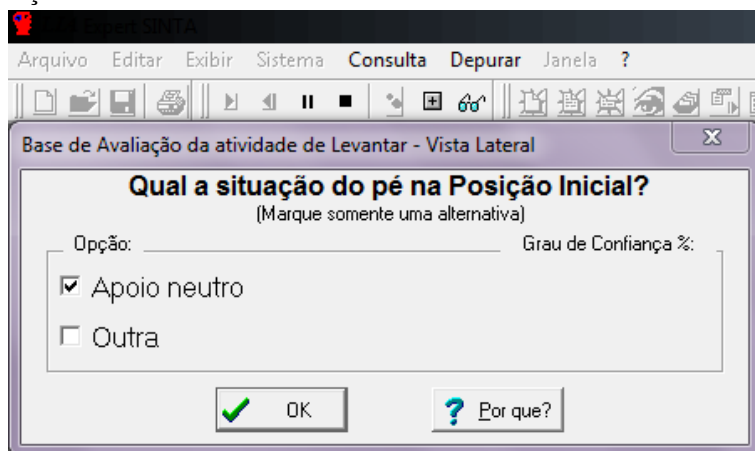 Expert SINTA
Arquivo Editar Exibir Sistema Consulta Depurar Janela ?
Base de Avaliação da atividade de Levantar - Vista Lateral
Qual a situação do pé na Posição Inicial?
(Marque somente uma alternativa)
Opção: Grau de Confiança %:
Apoio neutro
Outra
OK Por que?